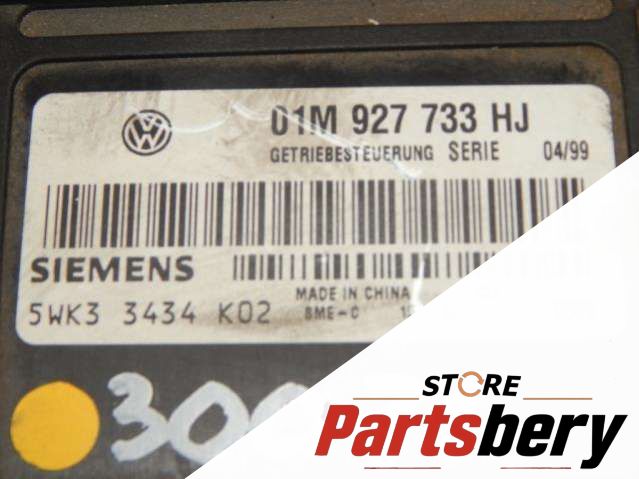 01M 927 733 HJ
GETRIEBESTEUERUNG SERIE 04/99
SIEMENS
MADE IN CHINA
5WK3 3434 K02 BME-C
STORE
Partsbery